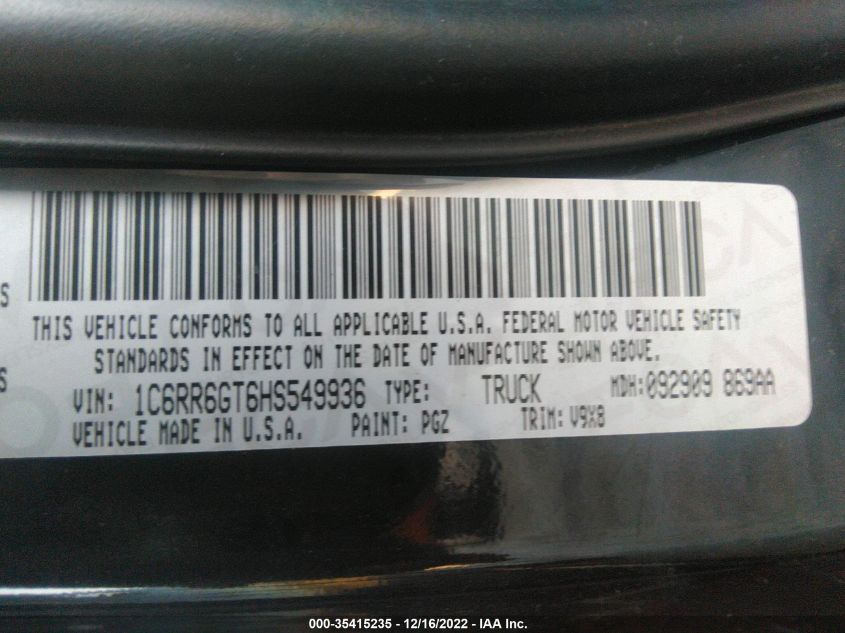 THIS VEHICLE CONFORMS TO ALL APPLICABLE U.S.A. FEDERAL MOTOR VEHICLE SAFETY
STANDARDS IN EFFECT ON THE DATE OF MANUFACTURE SHOWN ABOVE.
VIN: 1C6RR6GT6HS549936 TYPE: TRUCK MDH:092909 869AA
VEHICLE MADE IN U.S.A. PAINT: PGZ TRIM: V9X8
S
S
000-35415235 - 12/16/2022 - IAA Inc.